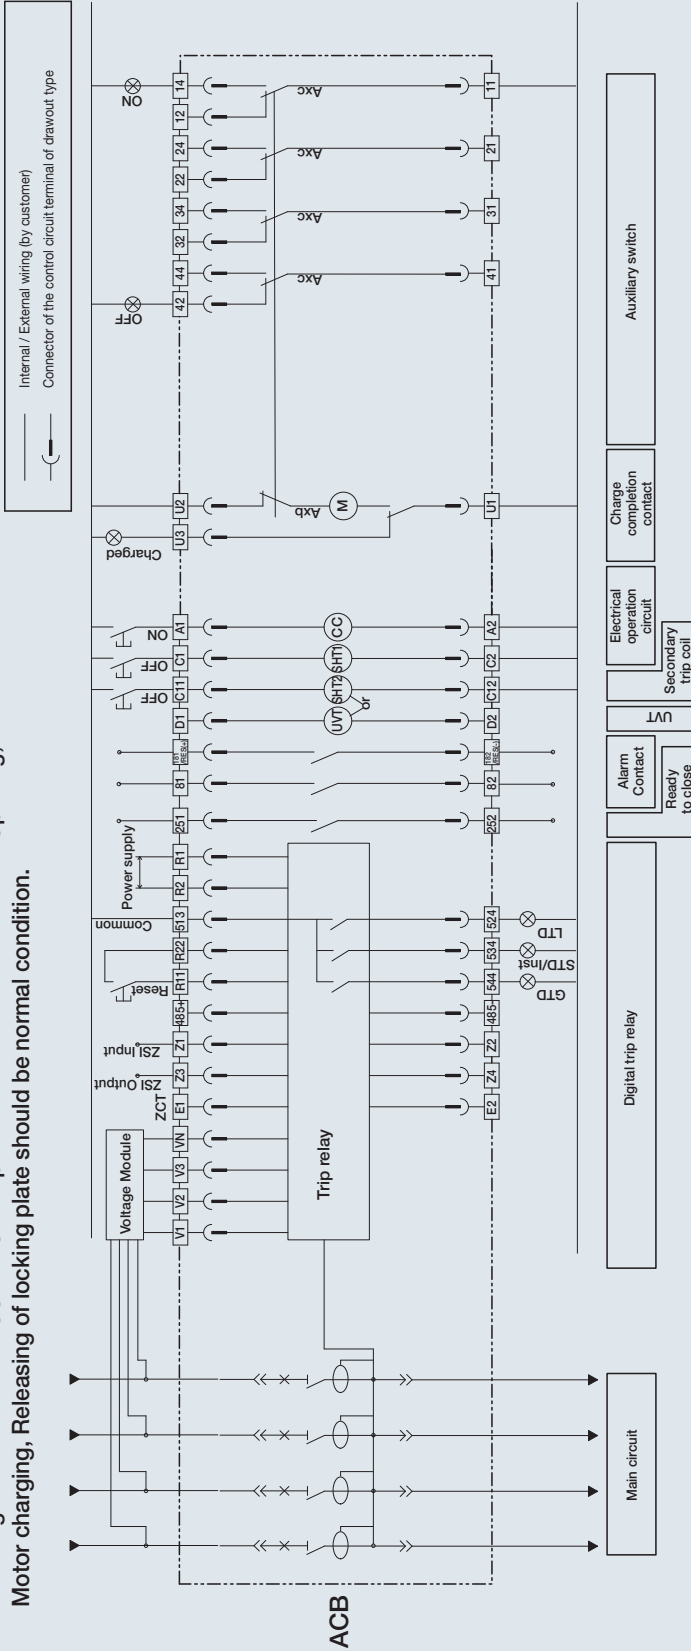 Motor charging, Releasing of locking plate should be normal condition.
Internal / External wiring (by customer)
Connector of the control circuit terminal of drawout type
ACB
Voltage Module
ZCT
ZSI Output
ZSI Input
Reset
Common
Power supply
OFF
OFF
ON
Charged
OFF
ON
V1
V2
V3
VN
E1
Z3
Z1
485+
R11
R22
513
R2
R1
251
81
181
/RES(+)
D1
C11
C1
A1
U3
U2
42
44
32
34
22
24
12
14
Trip relay
UVT
or
SHT2
SHT1
CC
M
Axb
Axc
Axc
Axc
Axc
E2
Z4
Z2
485-
544
534
524
252
82
182
/RES(-)
D2
C12
C2
A2
U1
41
31
21
11
GTD
STD/Inst
LTD
Main circuit
Digital trip relay
Ready
to close
Alarm
Contact
UVT
Secondary
trip coil
Electrical
operation
circuit
Charge
completion
contact
Auxiliary switch